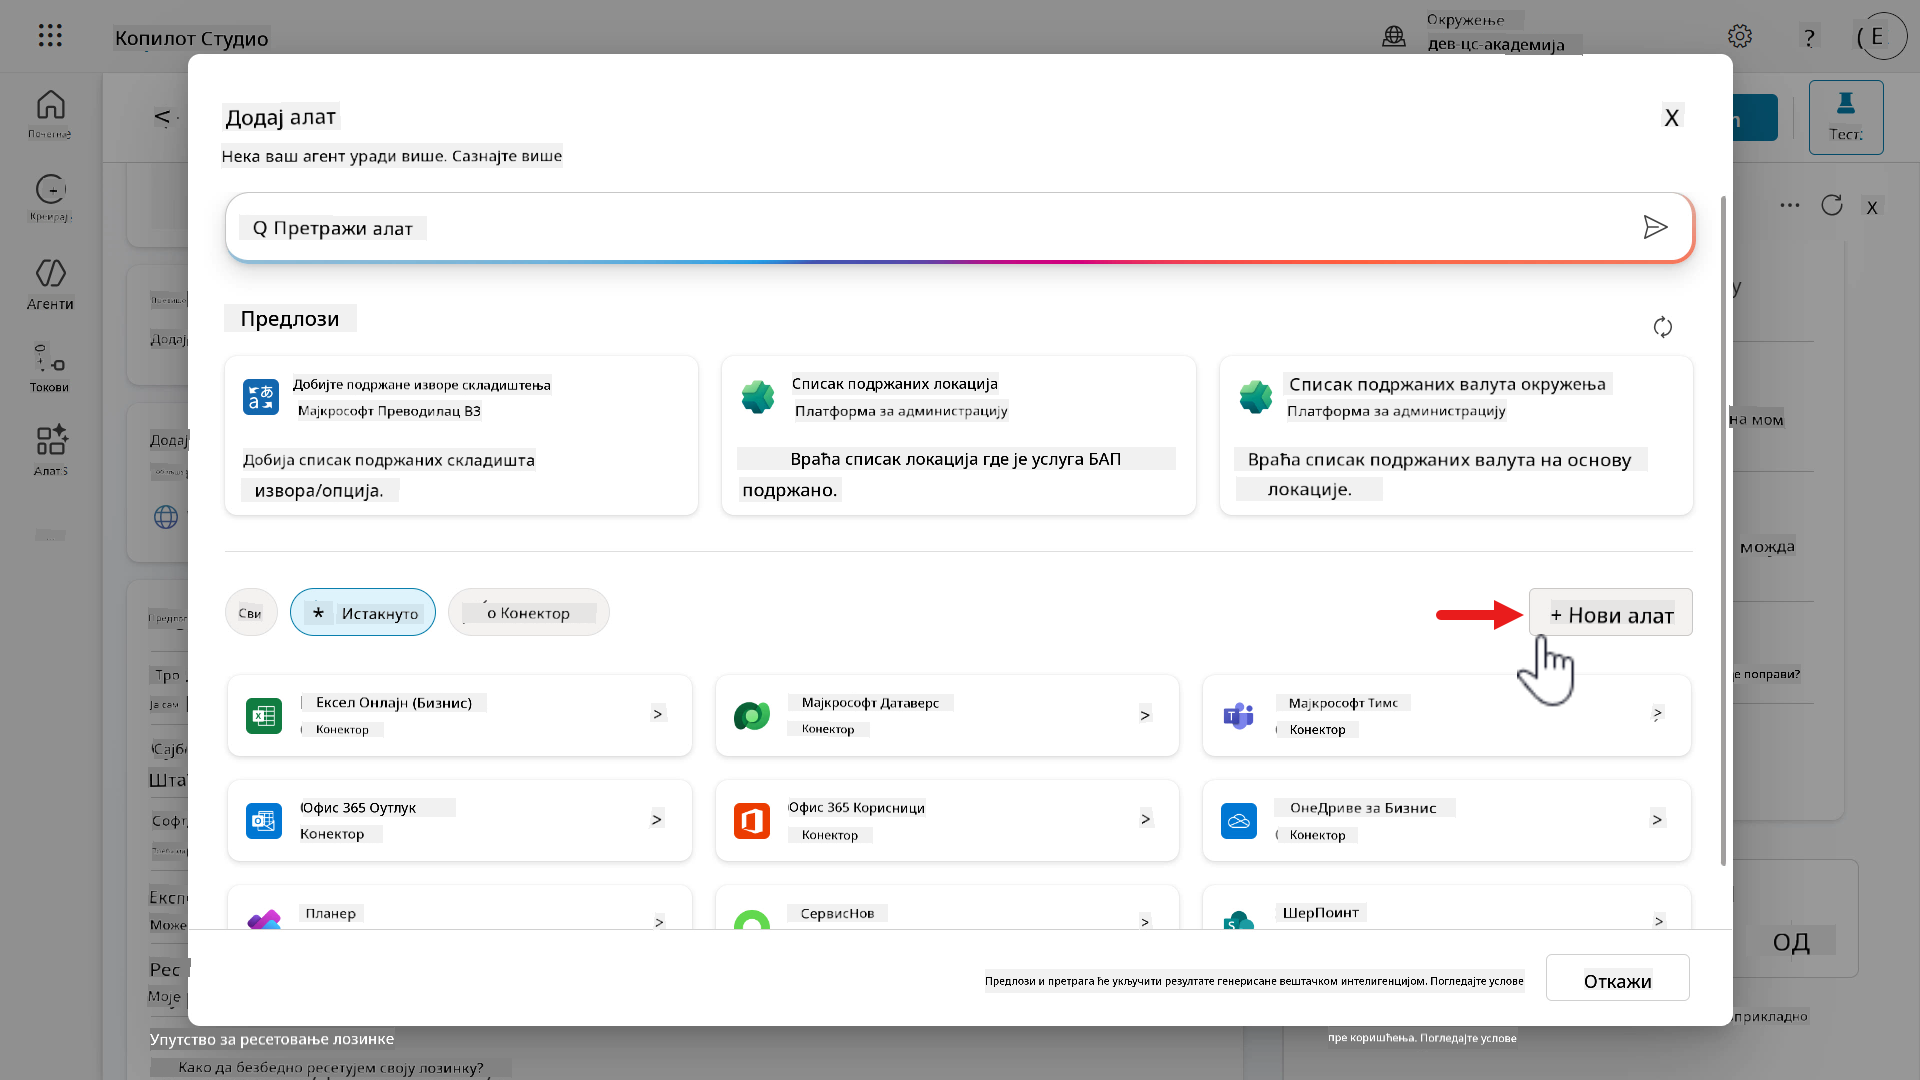 Копилот Студио
Окружење
дев-цс-академија
?
( Е
Почетне
Креирај
Агенти
Токови
Алатs
<
Тест:
Додај алат
X
Нека ваш агент уради више. Сазнајте више
Q Претражи алат
Предлози
Добијте подржане изворе складиштења
Мајкрософт Преводилац В3
Добија списак подржаних складишта
извора/опција.
Списак подржаних локација
Платформа за администрацију
Враћа списак локација где је услуга БАП
подржано.
Списак подржаних валута окружења
Платформа за администрацију
Враћа списак подржаних валута на основу
локације.
Сви
* Истакнуто
о Конектор
+ Нови алат
Ексел Онлајн (Бизнис)
Конектор
>
Мајкрософт Датаверс
Конектор
>
Мајкрософт Тимс
Конектор
>
Офис 365 Оутлук
Конектор
>
Офис 365 Корисници
Конектор
>
ОнеДриве за Бизнис
Конектор
>
Планер
>
СервисНов
>
ШерПоинт
>
Предлози и претрага ће укључити резултате генерисане вештачком интелигенцијом. Погледајте услове
Откажи
X
у
на мом
можда
е поправи?
ОД
прикладно
пре коришћења. Погледајте услове
Додај
Додај
Тро
Ја сам
Сајбе
Шта
Софт
Експ
Може
Рес
Моје
Упутство за ресетовање лозинке
Како да безбедно ресетујем своју лозинку?